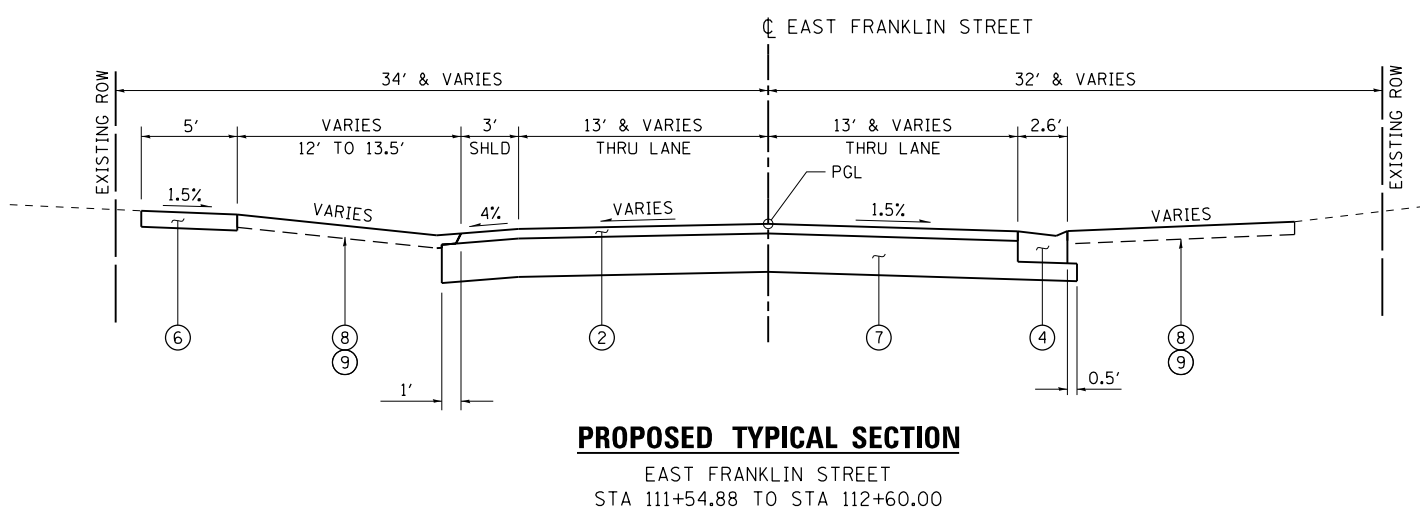 ℄ EAST FRANKLIN STREET
34' & VARIES
32' & VARIES
EXISTING ROW
EXISTING ROW
5'
VARIES
12' TO 13.5'
3'
SHLD
13' & VARIES
THRU LANE
13' & VARIES
THRU LANE
2.6'
PGL
1.5%
VARIES
4%
VARIES
1.5%
VARIES
6
8
9
2
7
4
8
9
1'
0.5'
PROPOSED TYPICAL SECTION
EAST FRANKLIN STREET
STA 111+54.88 TO STA 112+60.00